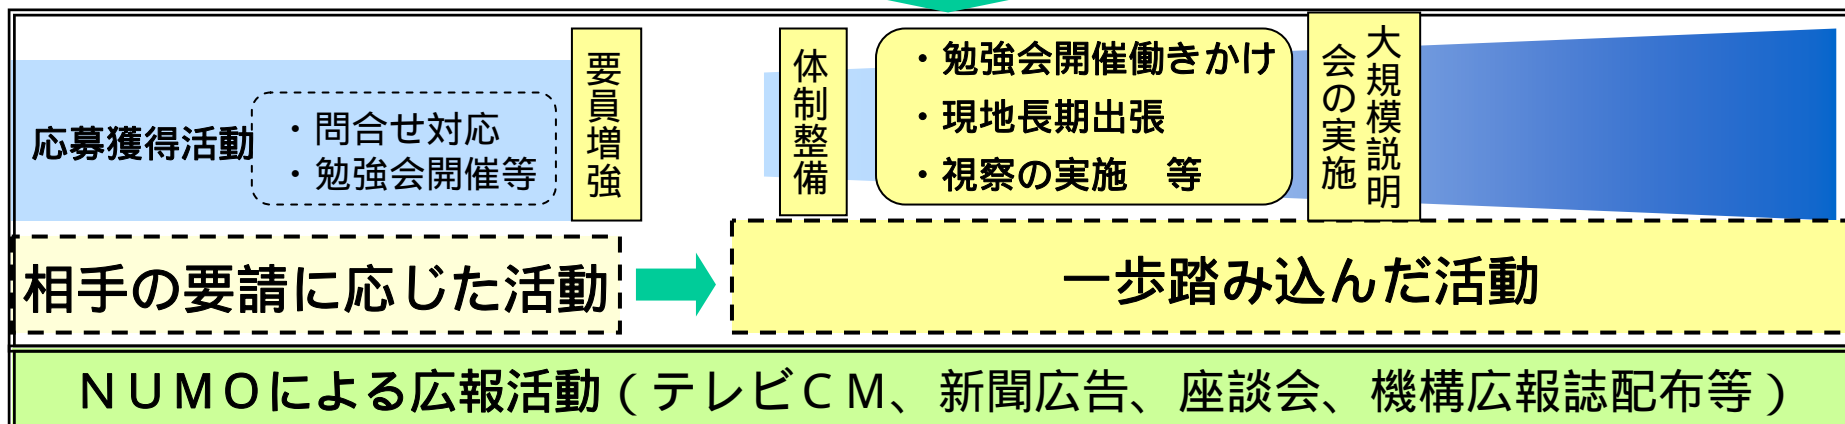 応募獲得活動
・問合せ対応
・勉強会開催等
要員増強
体制整備
・勉強会開催働きかけ
・現地長期出張
・視察の実施　等
大規模説明
会の実施
相手の要請に応じた活動
一歩踏み込んだ活動
ＮＵＭＯによる広報活動（テレビＣＭ、新聞広告、座談会、機構広報誌配布等）